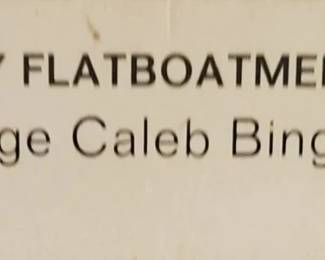 Y FLATBOATMEN
ge Caleb Bing